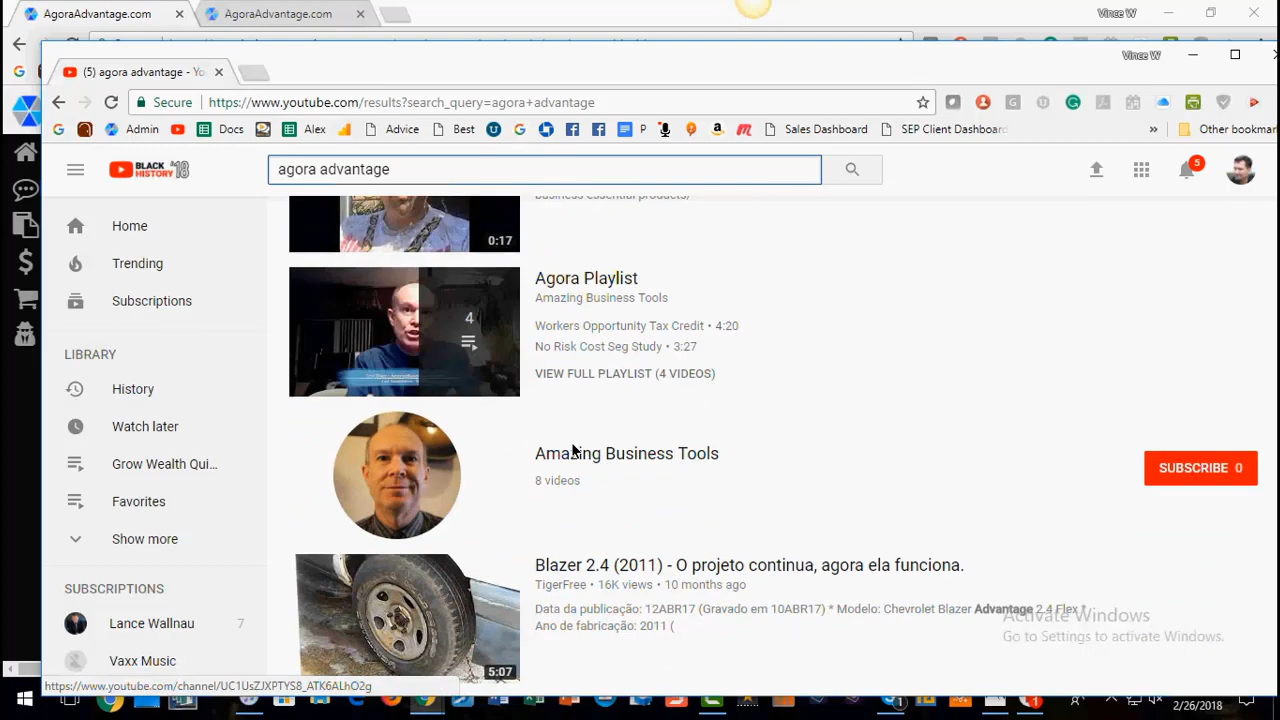 AgoraAdvantage.com
AgoraAdvantage.com
Vince W
Vince W
(5) agora advantage - Yo
Secure
https://www.youtube.com/results?search_query=agora+advantage
Admin
Docs
Alex
Advice
Best
P
Sales Dashboard
SEP Client Dashboard
Other bookmar
BLACK HISTORY '18
agora advantage
5
Home
Trending
Subscriptions
LIBRARY
History
Watch later
Grow Wealth Qui...
Favorites
Show more
SUBSCRIPTIONS
Lance Wallnau 7
Vaxx Music
business essential products)
0:17
Agora Playlist
Amazing Business Tools
4
Workers Opportunity Tax Credit • 4:20
No Risk Cost Seg Study • 3:27
VIEW FULL PLAYLIST (4 VIDEOS)
Amazing Business Tools
8 videos
SUBSCRIBE 0
Blazer 2.4 (2011) - O projeto continua, agora ela funciona.
TigerFree • 16K views • 10 months ago
Data da publicação: 12ABR17 (Gravado em 10ABR17) * Modelo: Chevrolet Blazer Advantage 2.4 Flex *
Ano de fabricação: 2011 (
5:07
Activate Windows
Go to Settings to activate Windows.
https://www.youtube.com/channel/UC1UsZJXPTYS8_ATK6ALhO2g
2/26/2018